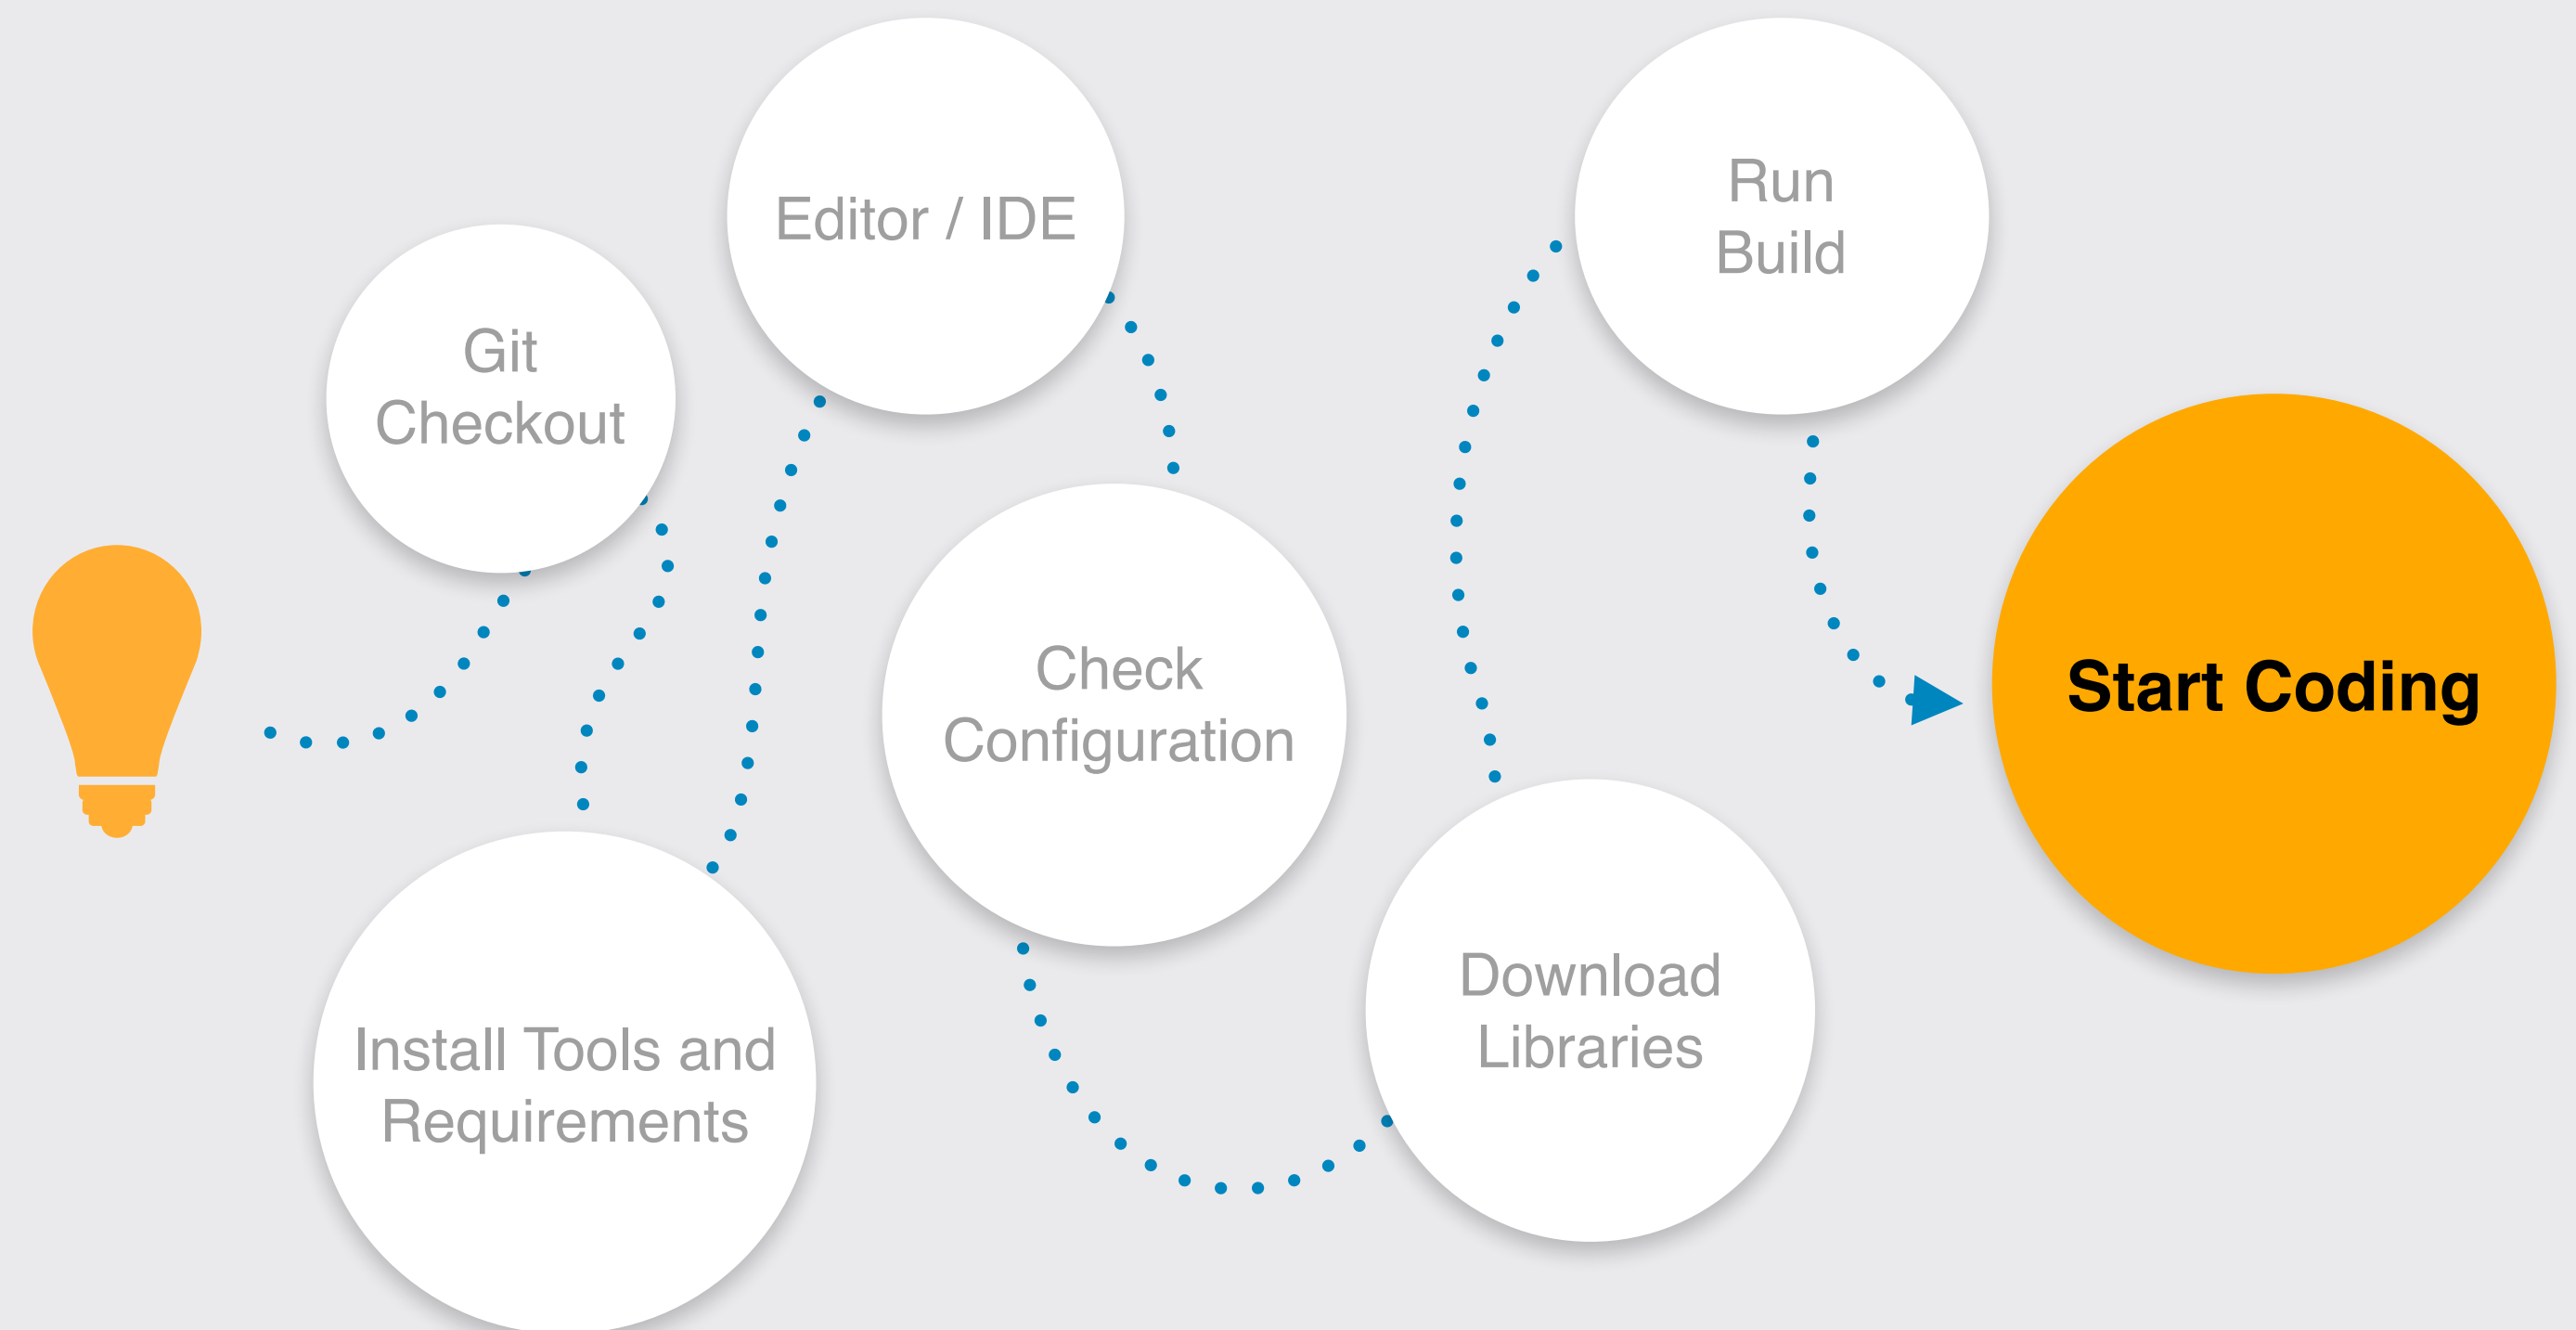 Git
Checkout
Install Tools and
Requirements
Editor / IDE
Check
Configuration
Download
Libraries
Run
Build
Start Coding